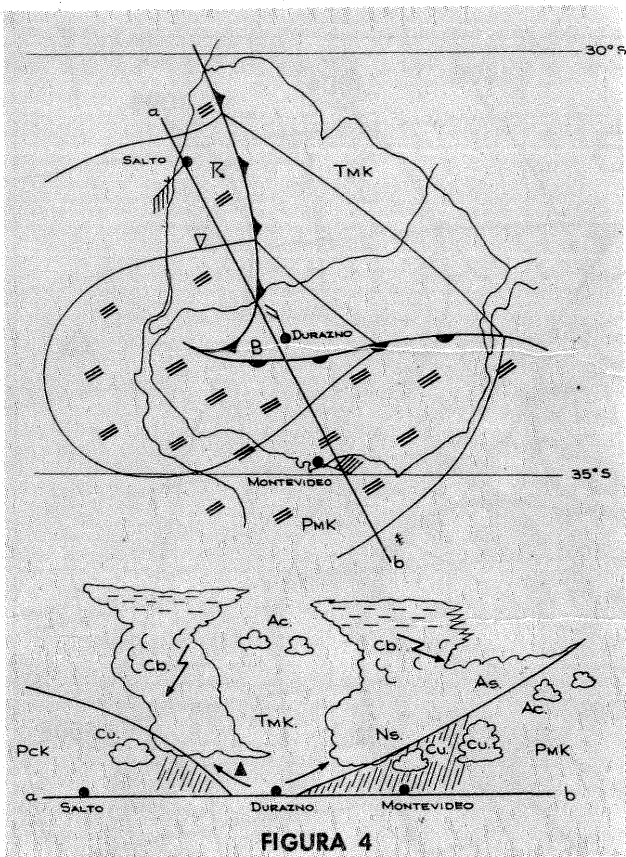 30°S
a
SALTO
TMK
DURAZNO
B
MONTEVIDEO
35°S
PMK
b
Ac.
Cb.
Cb.
As.
Ac.
TMK.
Cu.
Ns.
Cu.
Cu.
PCK
PMK
a
SALTO
DURAZNO
MONTEVIDEO
b
FIGURA 4